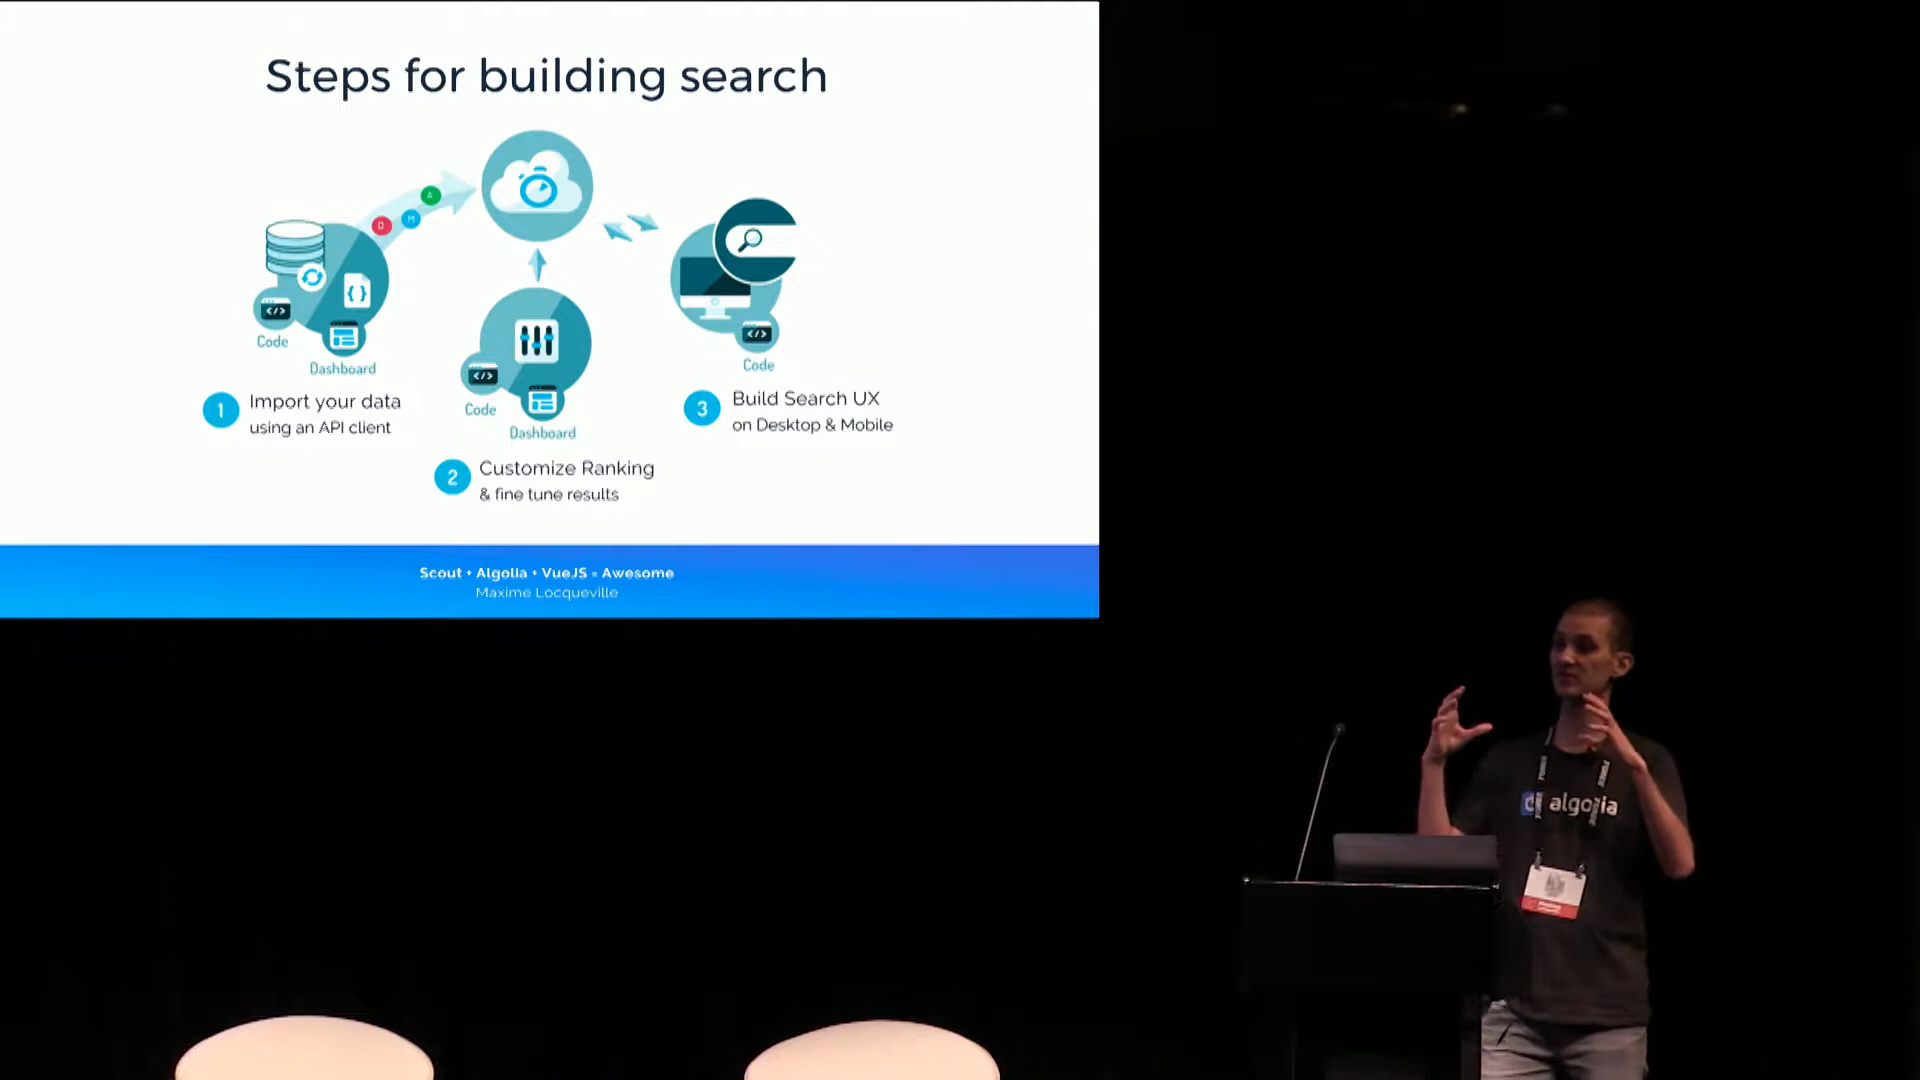 Steps for building search
A
D
M
</>
{ }
Code
Dashboard
1
Import your data
using an API client
</>
Code
Dashboard
2
Customize Ranking
& fine tune results
</>
Code
3
Build Search UX
on Desktop & Mobile
Scout + Algolia + VueJS = Awesome
Maxime Locqueville
algolia